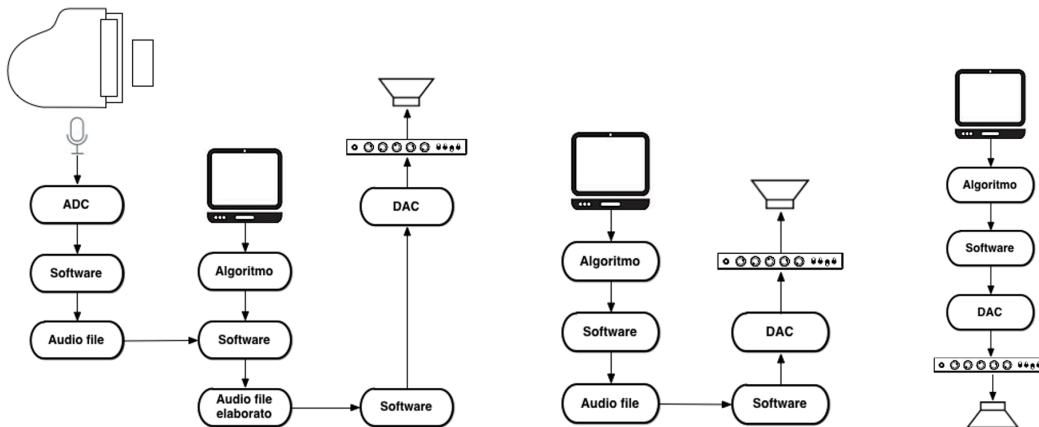 ADC
Software
Audio file
Algoritmo
Software
Audio file
elaborato
DAC
Software
Algoritmo
Software
Audio file
DAC
Software
Algoritmo
Software
DAC